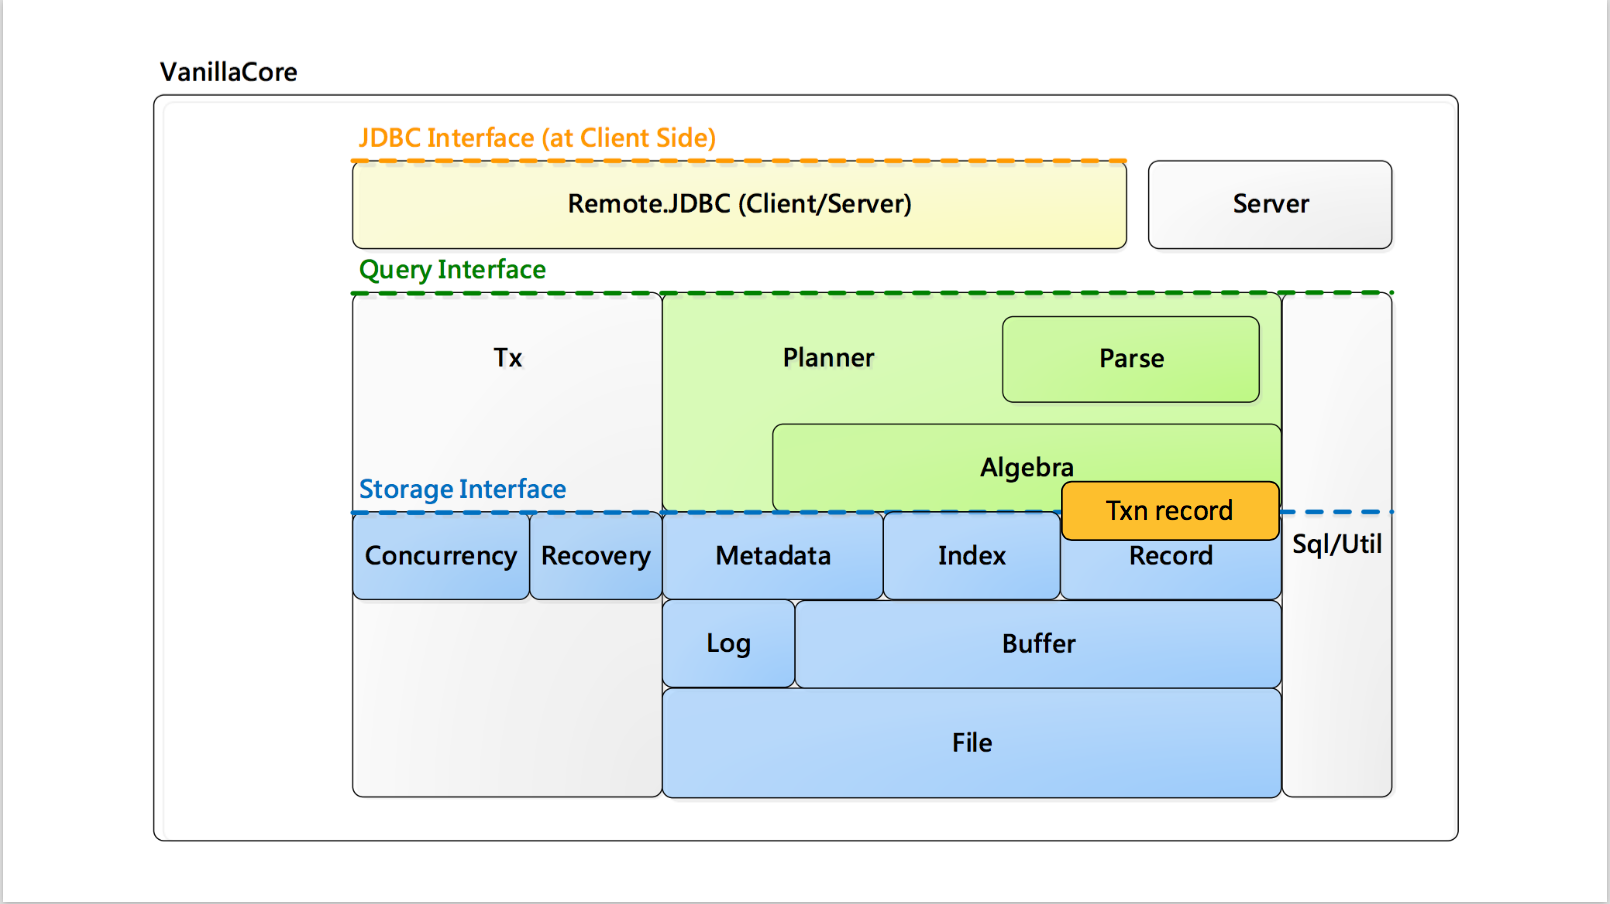 VanillaCore
JDBC Interface (at Client Side)
Remote.JDBC (Client/Server)
Server
Query Interface
Tx
Planner
Parse
Algebra
Storage Interface
Txn record
Concurrency
Recovery
Metadata
Index
Record
Sql/Util
Log
Buffer
File